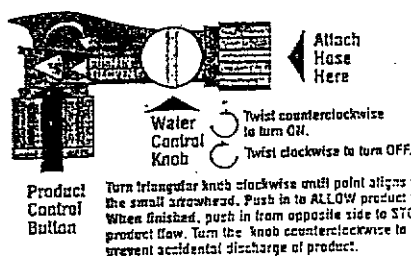 Attach
Hose
Here
Water
Control
Knob
Twist counterclockwise
to turn ON.
Twist clockwise to turn OFF.
Product
Control
Button
Turn triangular knob clockwise until point aligns
the small arrowhead. Push in to ALLOW product
When finished, push in from opposite side to
product flow. Turn the knob counterclockwise to
prevent accidental discharge of product.